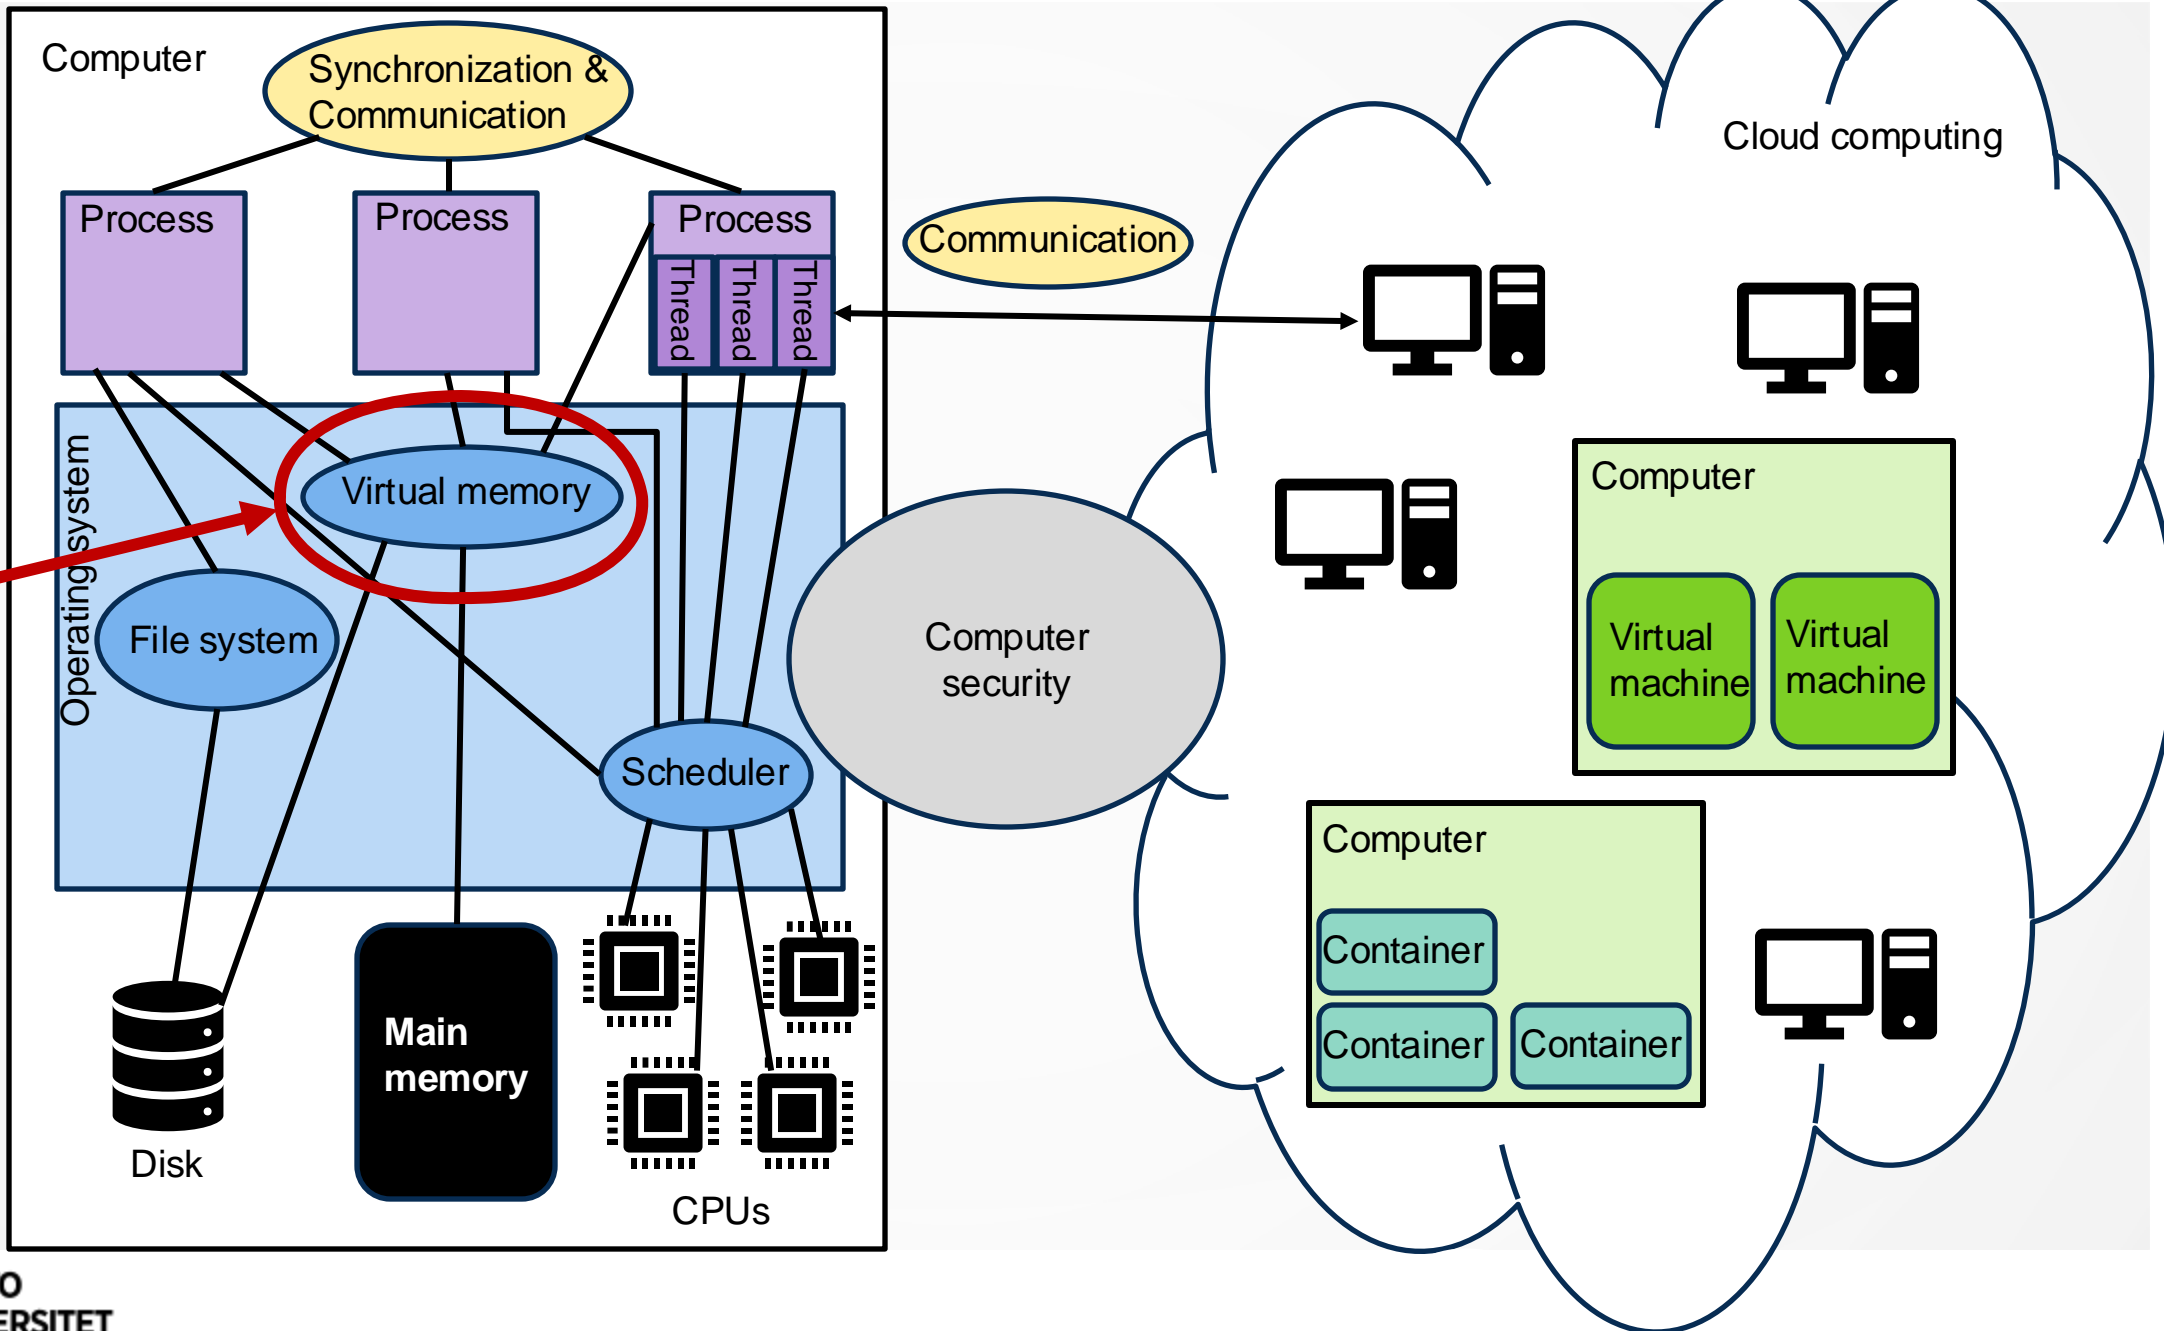 Computer
Synchronization &
Communication
Process
Process
Process
Thread
Thread
Thread
Communication
Cloud computing
Operating system
Virtual memory
File system
Scheduler
Computer
security
Computer
Virtual
machine
Virtual
machine
Computer
Container
Container
Container
Main
memory
Disk
CPUs
O
ERSITET